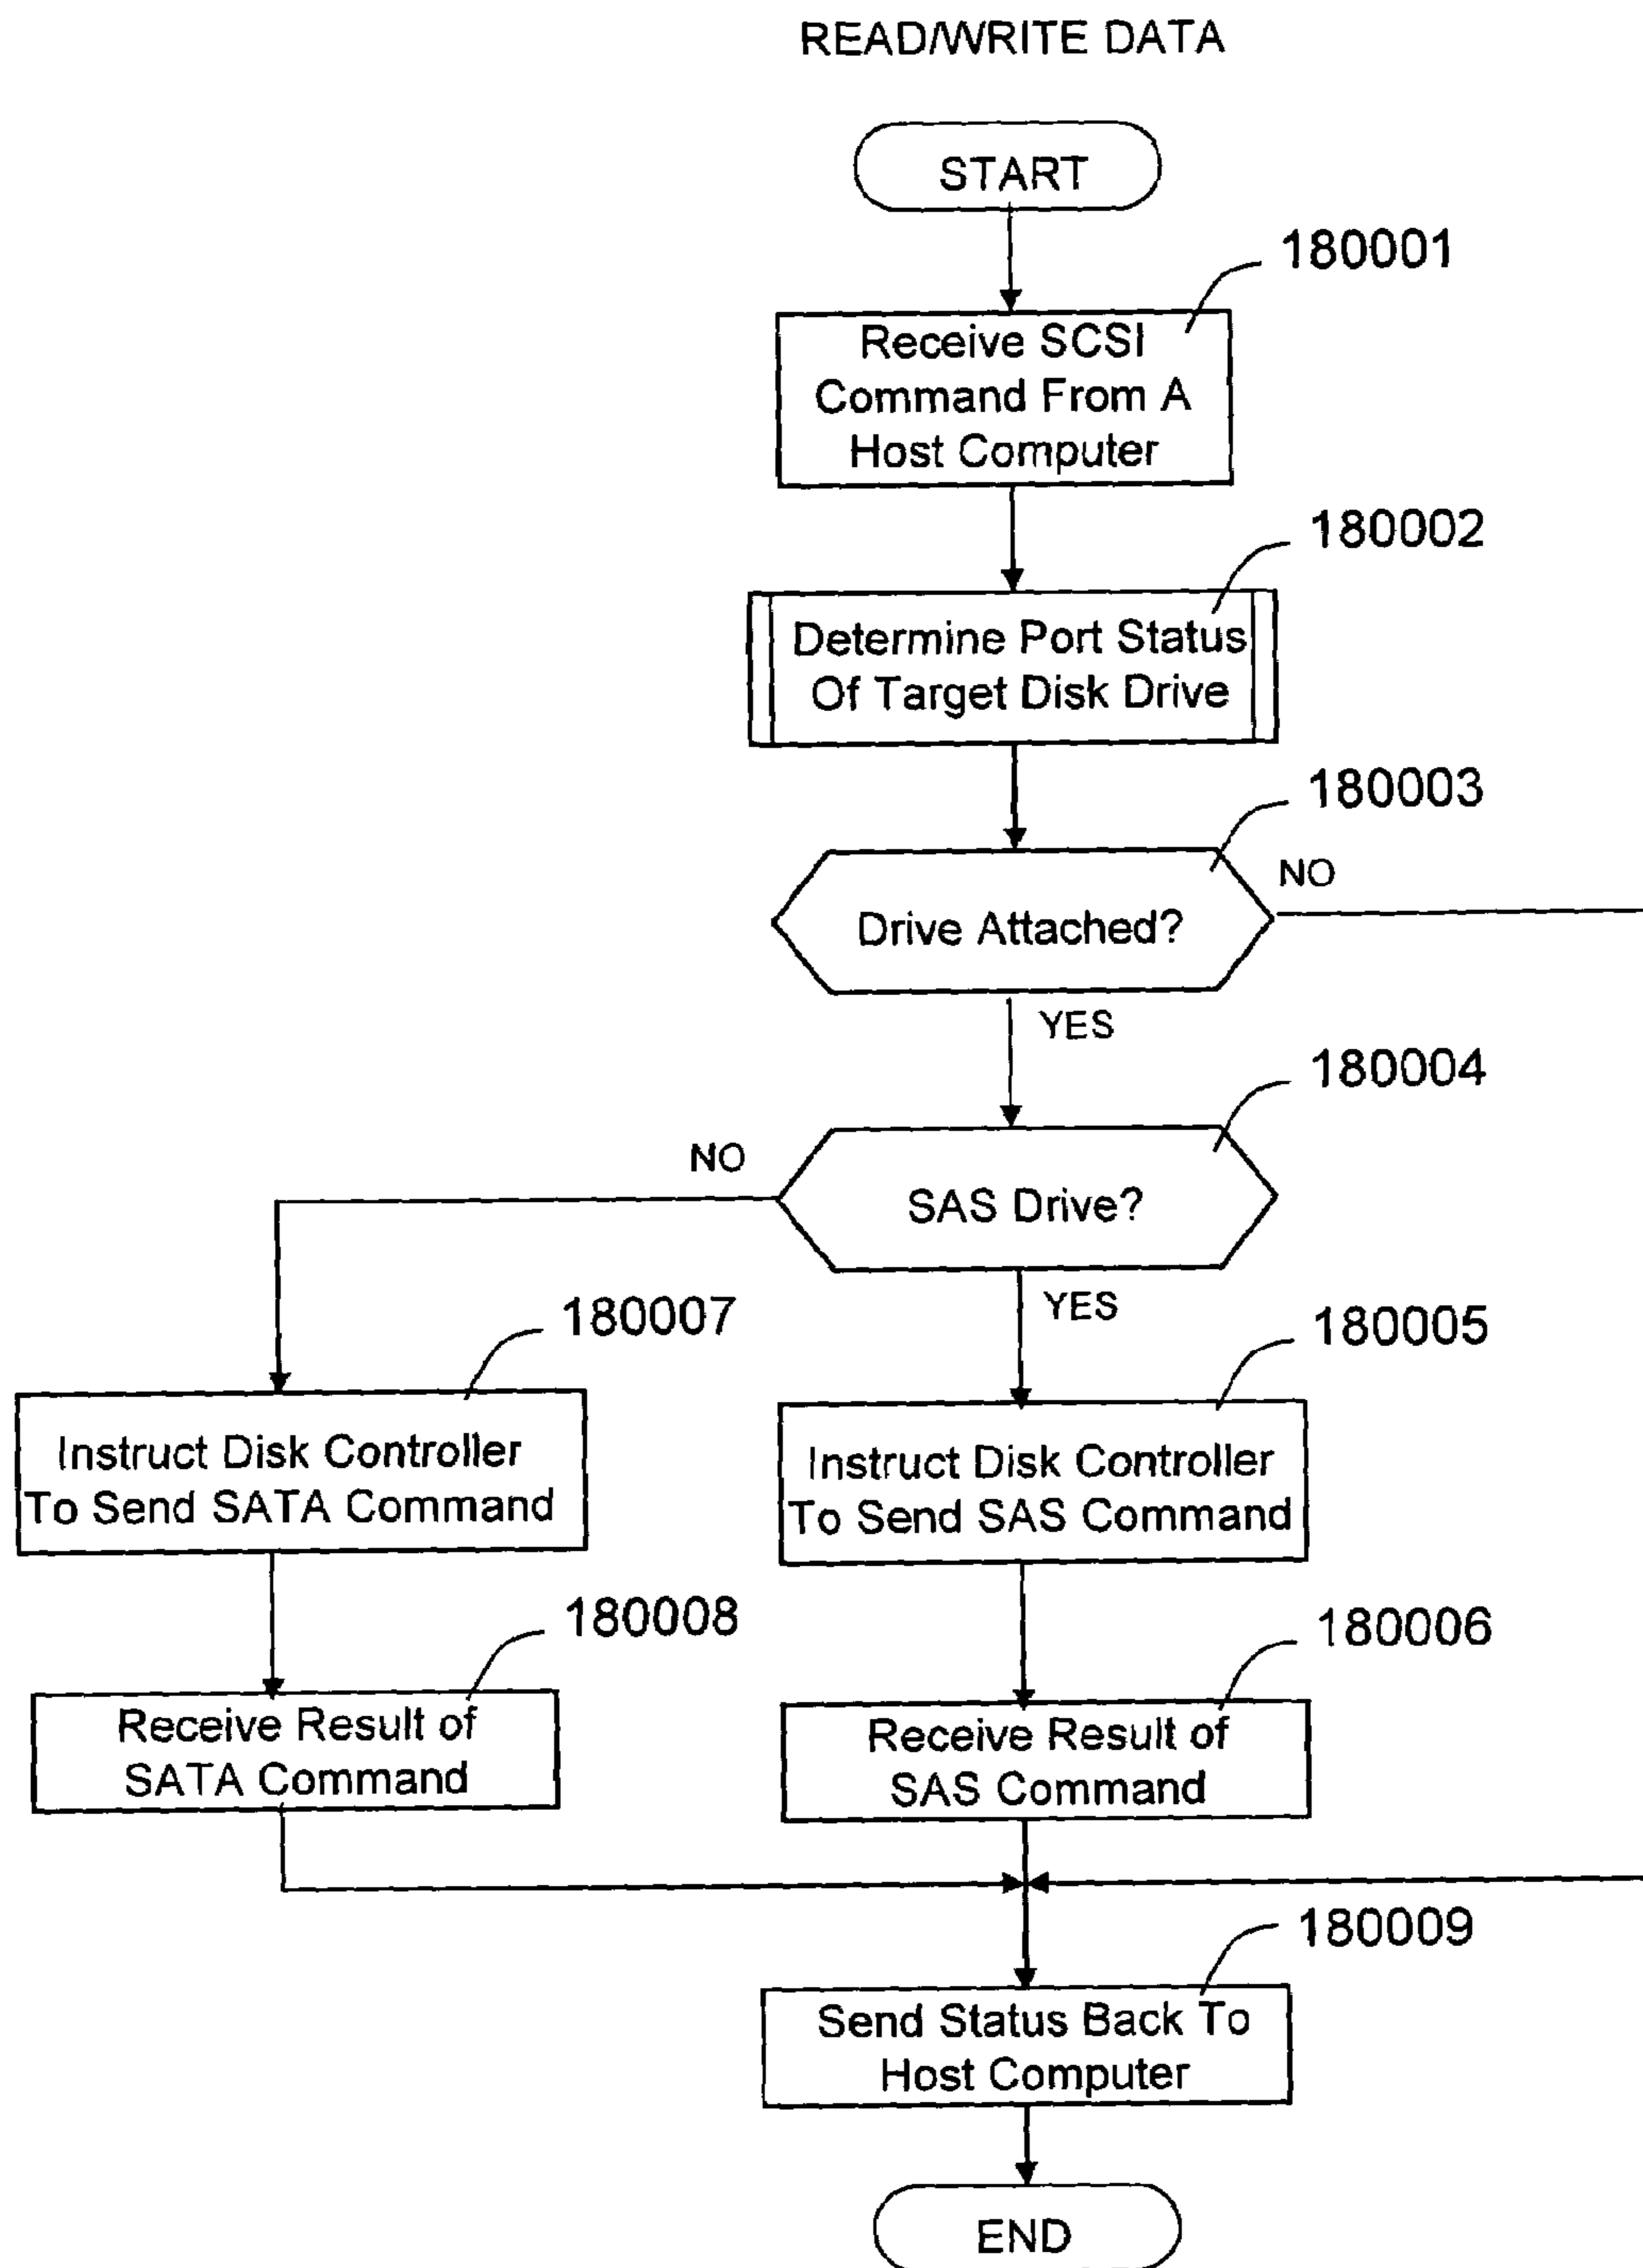 READ/WRITE DATA
START
180001
Receive SCSI
Command From A
Host Computer
180002
Determine Port Status
Of Target Disk Drive
180003
Drive Attached?
NO
YES
180004
SAS Drive?
NO
YES
180007
Instruct Disk Controller
To Send SATA Command
180005
Instruct Disk Controller
To Send SAS Command
180008
Receive Result of
SATA Command
180006
Receive Result of
SAS Command
180009
Send Status Back To
Host Computer
END